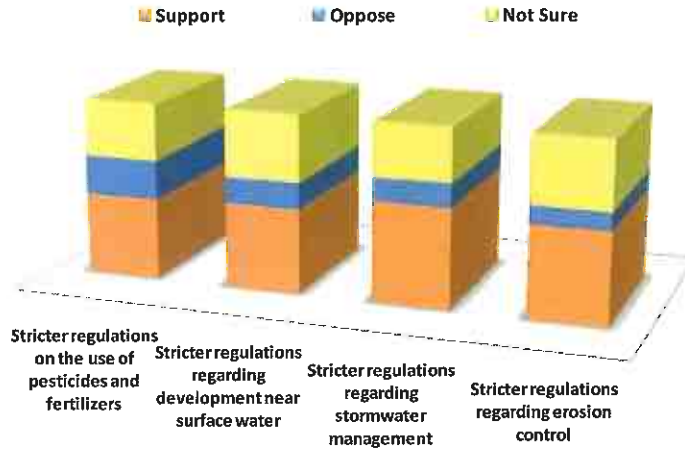 Support Oppose Not Sure
Stricter regulations
on the use of
pesticides and
fertilizers
Stricter regulations
regarding
development near
surface water
Stricter regulations
regarding
stormwater
management
Stricter regulations
regarding erosion
control